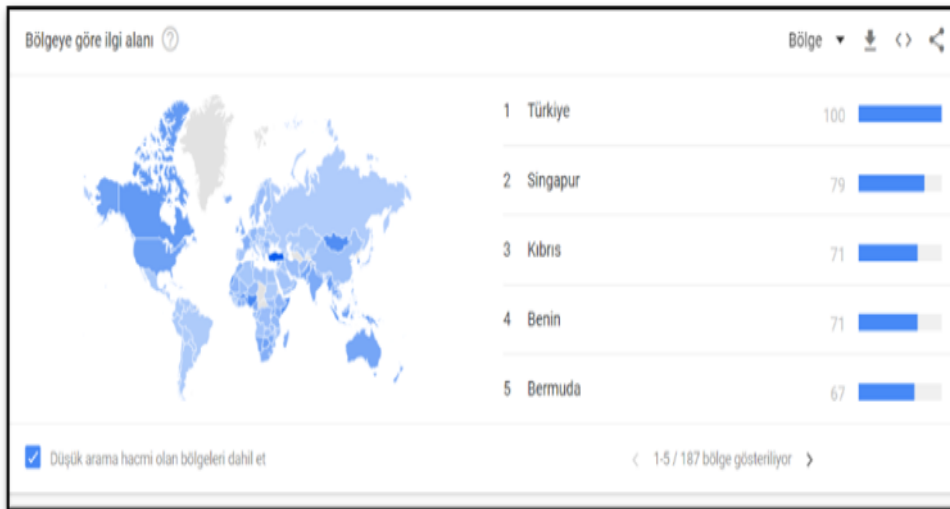 Bölgeye göre ilgi alanı ?
Bölge
1 Türkiye 100
2 Singapur 79
3 Kıbrıs 71
4 Benin 71
5 Bermuda 67
Düşük arama hacmi olan bölgeleri dahil et
1-5 / 187 bölge gösteriliyor